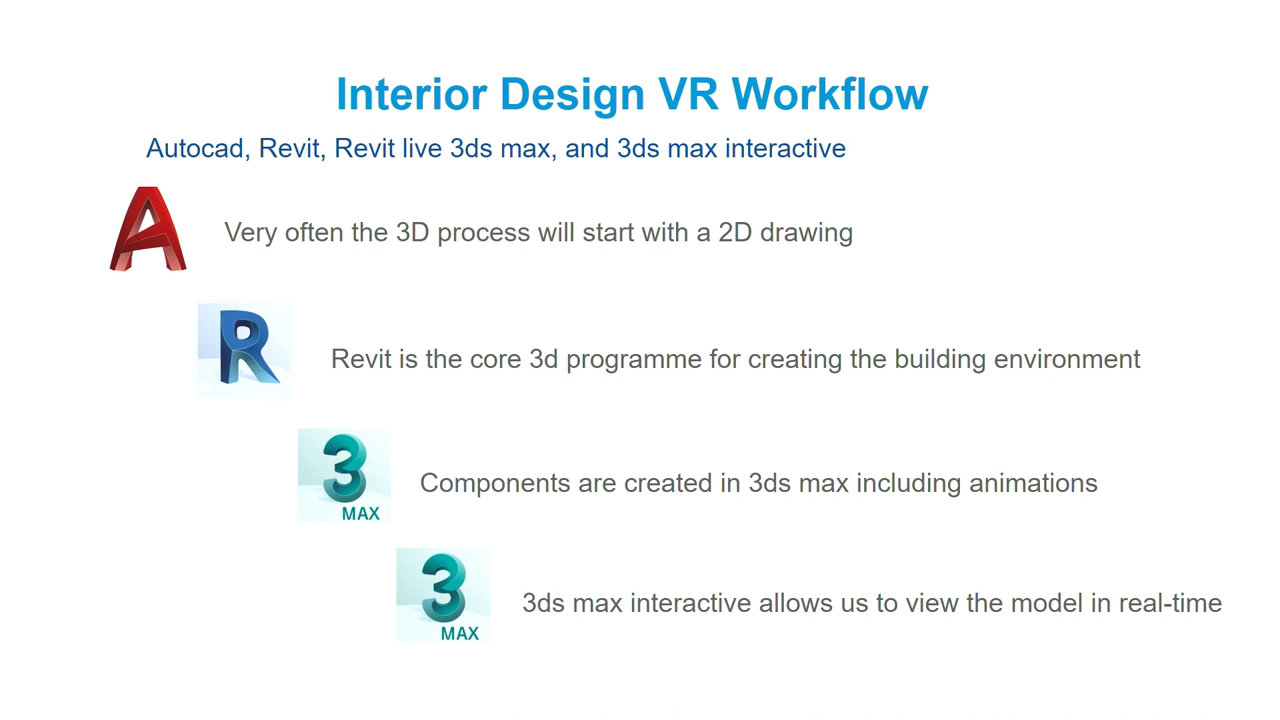 Interior Design VR Workflow
Autocad, Revit, Revit live 3ds max, and 3ds max interactive
Very often the 3D process will start with a 2D drawing
Revit is the core 3d programme for creating the building environment
3
MAX
Components are created in 3ds max including animations
3
MAX
3ds max interactive allows us to view the model in real-time